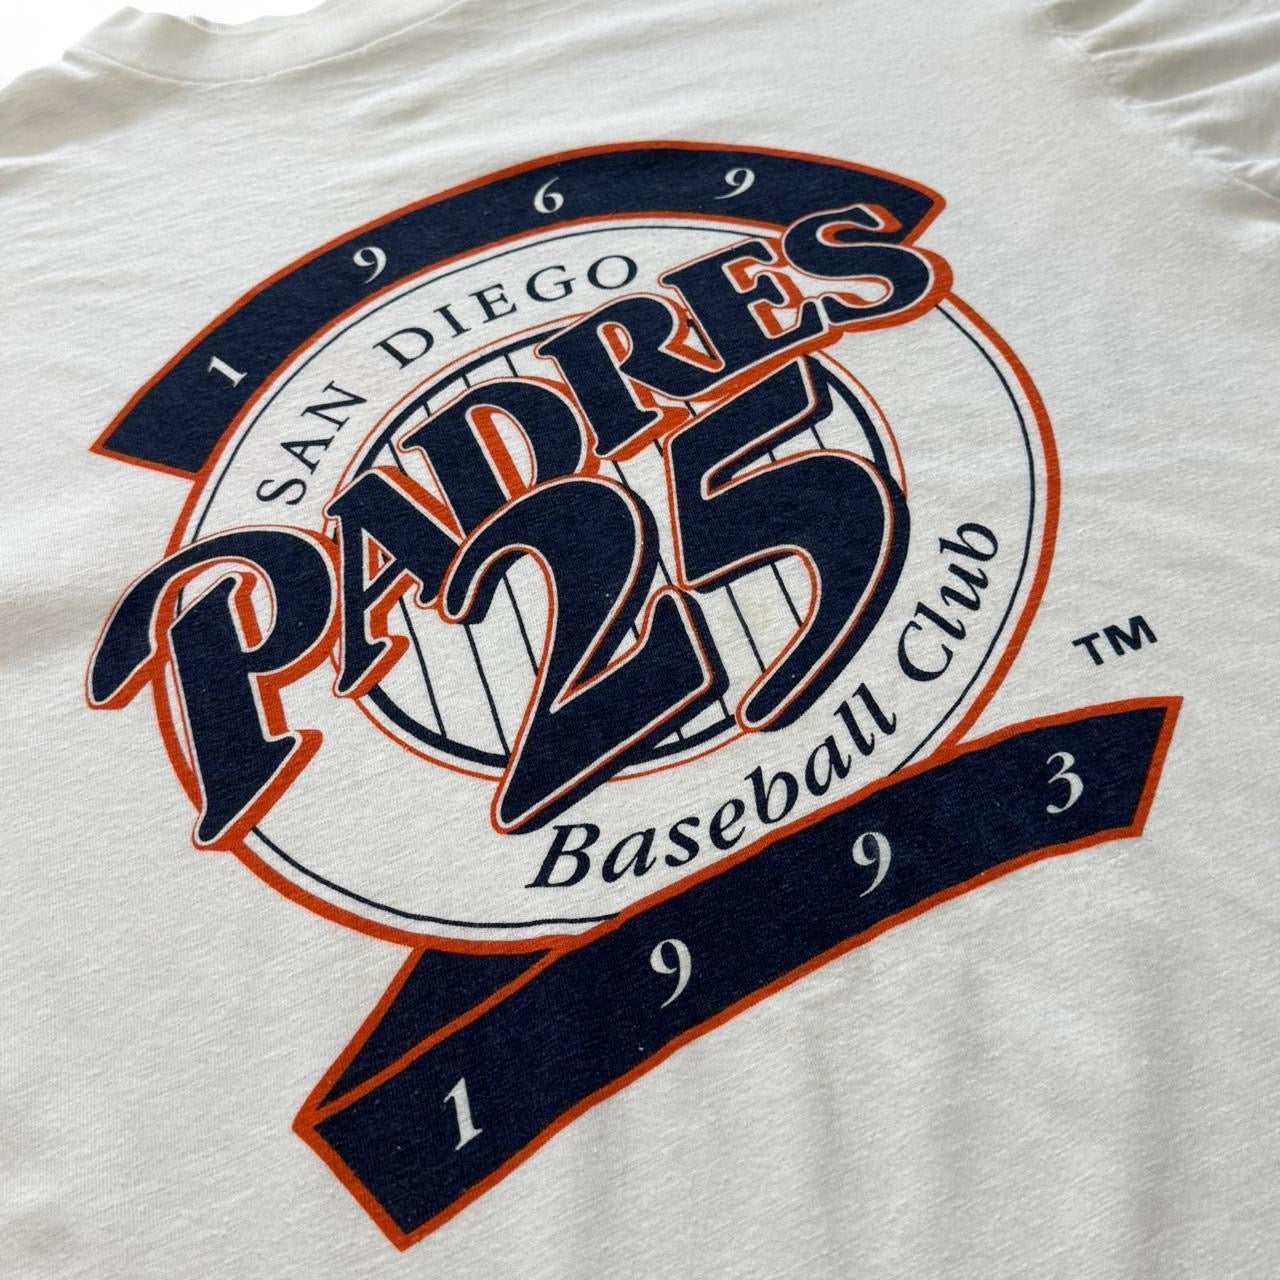 1969
SAN DIEGO
PADRES
25
Baseball Club
TM
1993